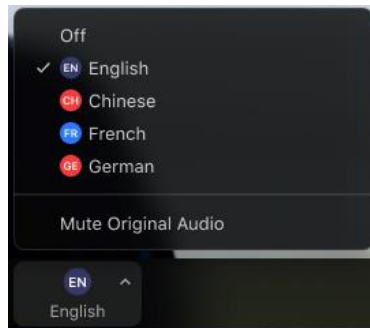 Off
EN English
CH Chinese
FR French
GE German
Mute Original Audio
EN
English